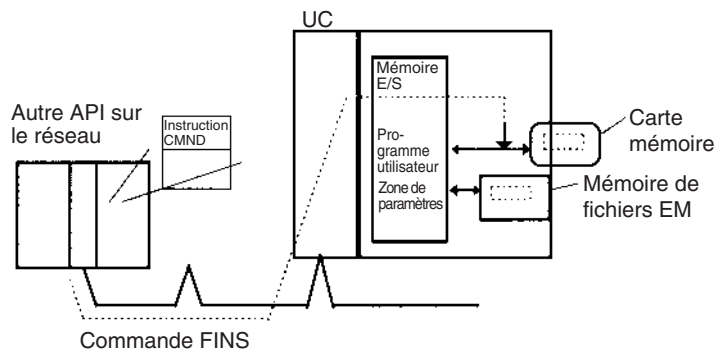 UC
Mémoire
E/S
Pro-
gramme
utilisateur
Zone de
paramètres
Autre API sur
le réseau
Instruction
CMND
Carte
mémoire
Mémoire de
fichiers EM
Commande FINS